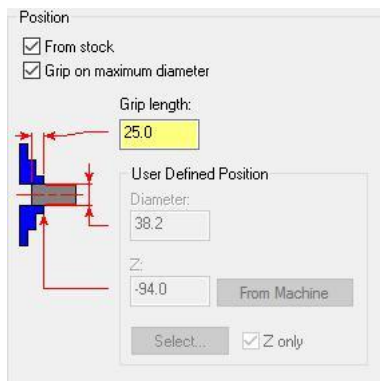 Position
From stock
Grip on maximum diameter
Grip length:
25.0
User Defined Position
Diameter:
38.2
Z:
-94.0
From Machine
Select...
Z only